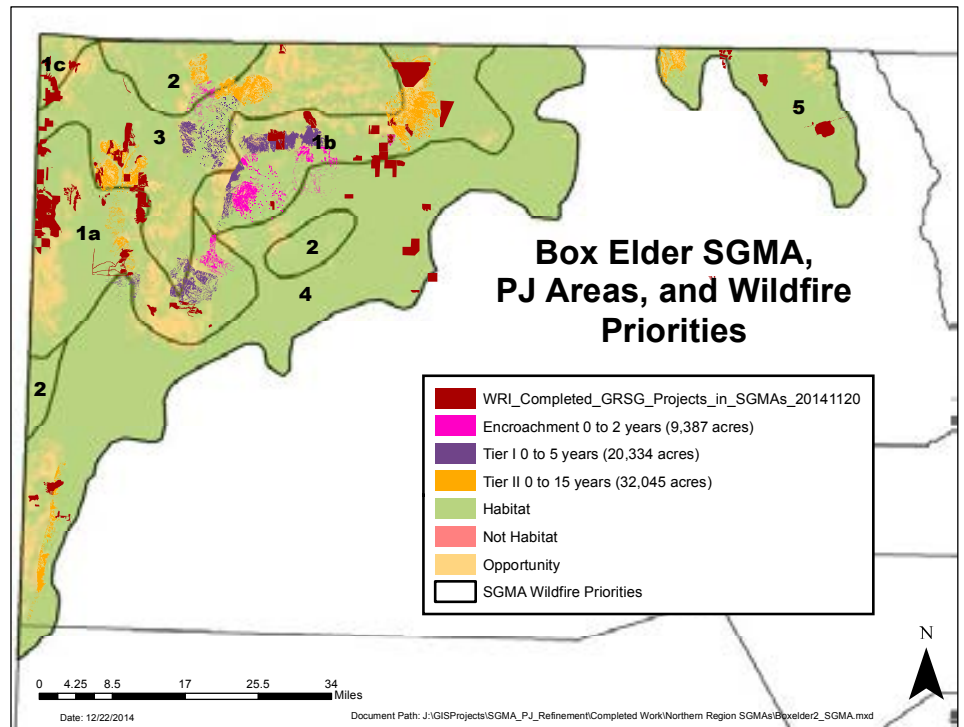 1c
2
3
1b
5
1a
2
4
2
Box Elder SGMA,
PJ Areas, and Wildfire
Priorities
WRI_Completed_GRSG_Projects_in_SGMAs_20141120
Encroachment 0 to 2 years (9,387 acres)
Tier I 0 to 5 years (20,334 acres)
Tier II 0 to 15 years (32,045 acres)
Habitat
Not Habitat
Opportunity
SGMA Wildfire Priorities
N
0 4.25 8.5 17 25.5 34
Miles
Date: 12/22/2014
Document Path: J:\GISProjects\SGMA_PJ_Refinement\Completed Work\Northern Region SGMAs\Boxelder2_SGMA.mxd